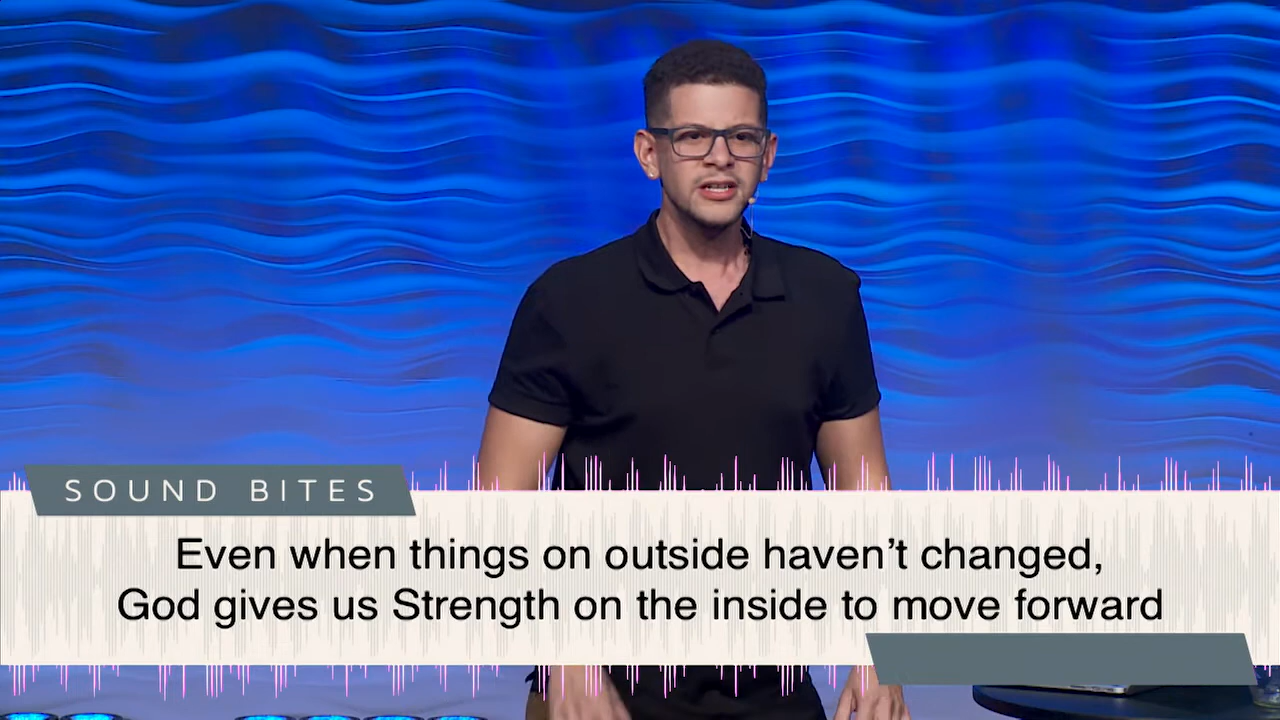 SOUND BITES
Even when things on outside haven’t changed,
God gives us Strength on the inside to move forward